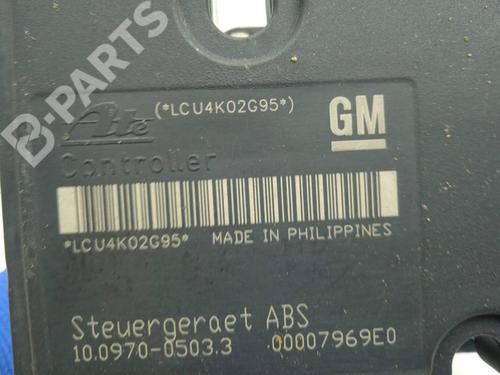 B-PARTS
(*LCU4K02G95*)
Ate
GM
Controller
*LCU4K02G95* MADE IN PHILIPPINES
Steuergeraet ABS
10.0970-0503.3 00007969E0